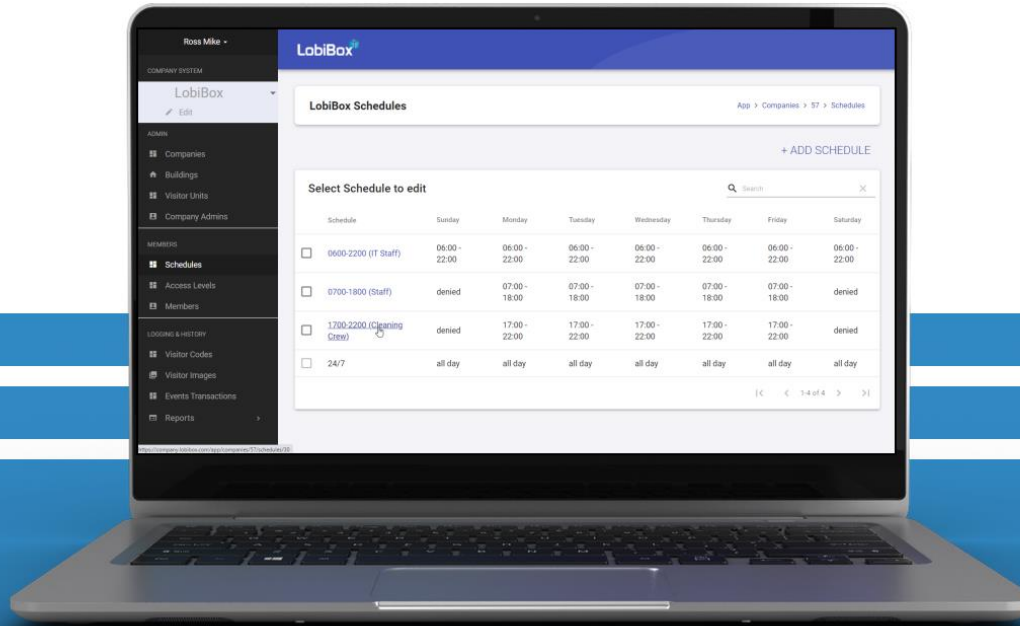 Ross Mike
COMPANY SYSTEM
LobiBox
Edit
ADMIN
Companies
Buildings
Visitor Units
Company Admins
MEMBERS
Schedules
Access Levels
Members
LOGGING & HISTORY
Visitor Codes
Visitor Images
Events Transactions
Reports >
LobiBox
LobiBox Schedules
App > Companies > 57 > Schedules
+ ADD SCHEDULE
Select Schedule to edit
Search
Schedule Sunday Monday Tuesday Wednesday Thursday Friday Saturday
0600-2200 (IT Staff) 06:00 - 06:00 - 06:00 - 06:00 - 06:00 - 06:00 - 06:00 -
22:00 22:00 22:00 22:00 22:00 22:00 22:00
0700-1800 (Staff) denied 07:00 - 07:00 - 07:00 - 07:00 - 07:00 - denied
18:00 18:00 18:00 18:00 18:00
1700-2200 (Cleaning denied 17:00 - 17:00 - 17:00 - 17:00 - 17:00 - denied
Crew) 22:00 22:00 22:00 22:00 22:00
24/7 all day all day all day all day all day all day all day
1-4 of 4